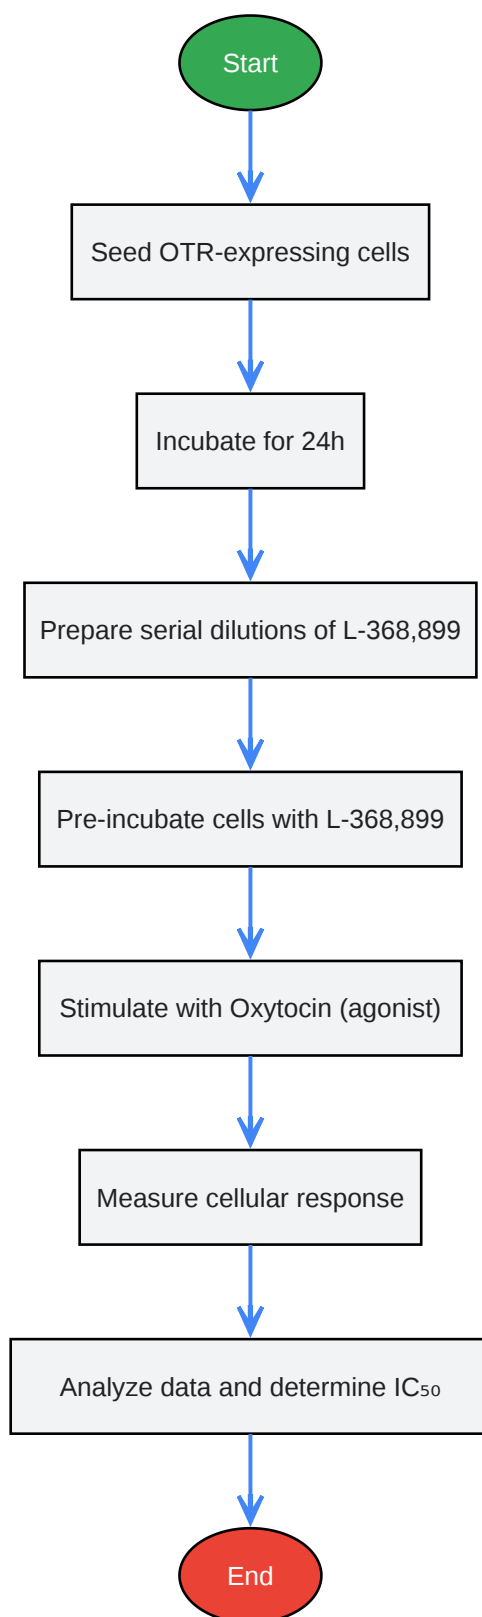 Start
Seed OTR-expressing cells
Incubate for 24h
Prepare serial dilutions of L-368,899
Pre-incubate cells with L-368,899
Stimulate with Oxytocin (agonist)
Measure cellular response
Analyze data and determine IC₅₀
End